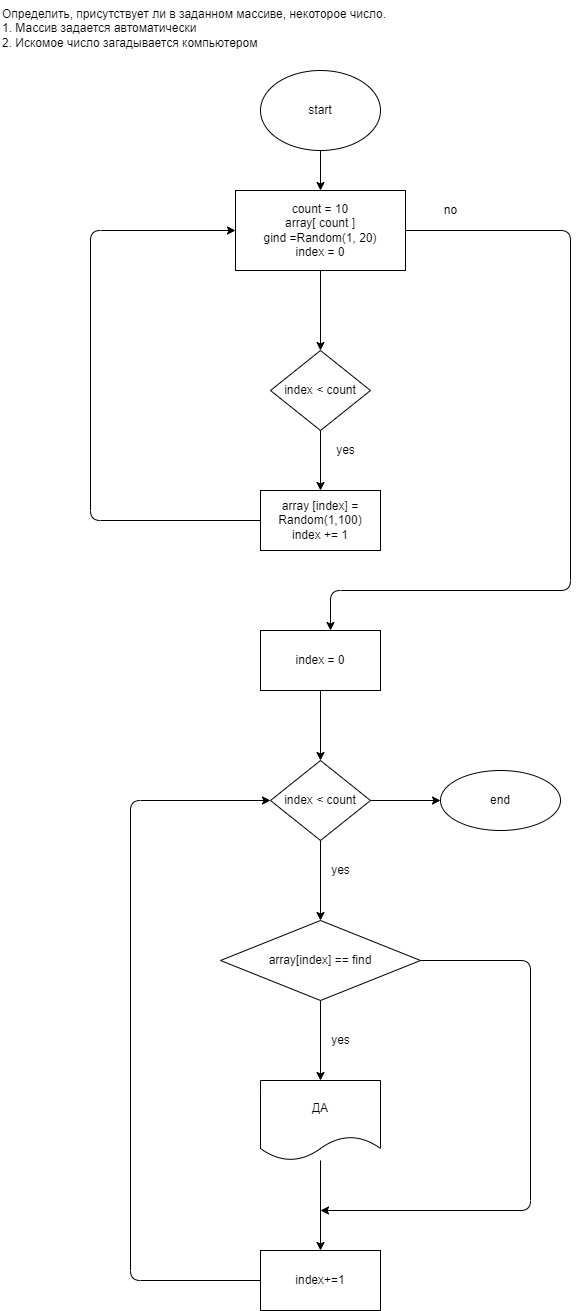 Определить, присутствует ли в заданном массиве, некоторое число.
1. Массив задается автоматически
2. Искомое число загадывается компьютером
start
count = 10
array[ count ]
gind =Random(1, 20)
index = 0
no
index < count
yes
array [index] =
Random(1,100)
index += 1
index = 0
index < count
end
yes
array[index] == find
yes
ДА
index+=1